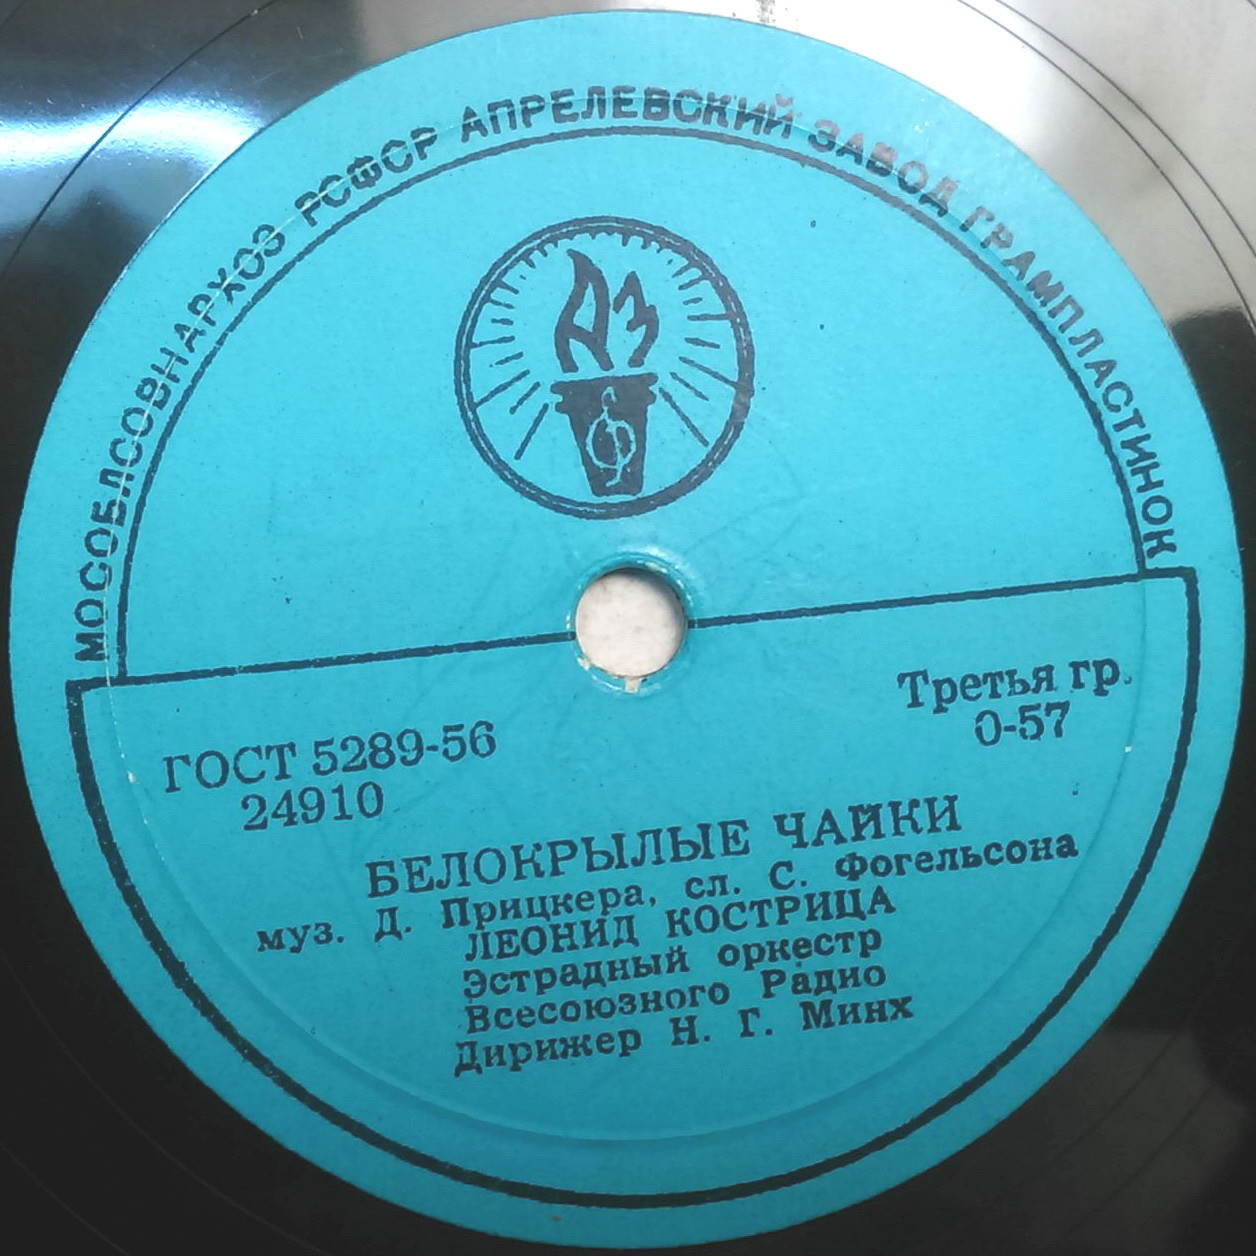 МОСОБЛСОВНАРХОЗ РСФСР АПРЕЛЕВСКИЙ ЗАВОД ГРАМПЛАСТИНОК
АЗ
Третья гр.
0-57
ГОСТ 5289-56
24910
БЕЛОКРЫЛЫЕ ЧАЙКИ
муз. Д. Прицкера, сл. С. Фогельсона
ЛЕОНИД КОСТРИЦА
Эстрадный оркестр
Всесоюзного Радио
Дирижер Н. Г. Минх